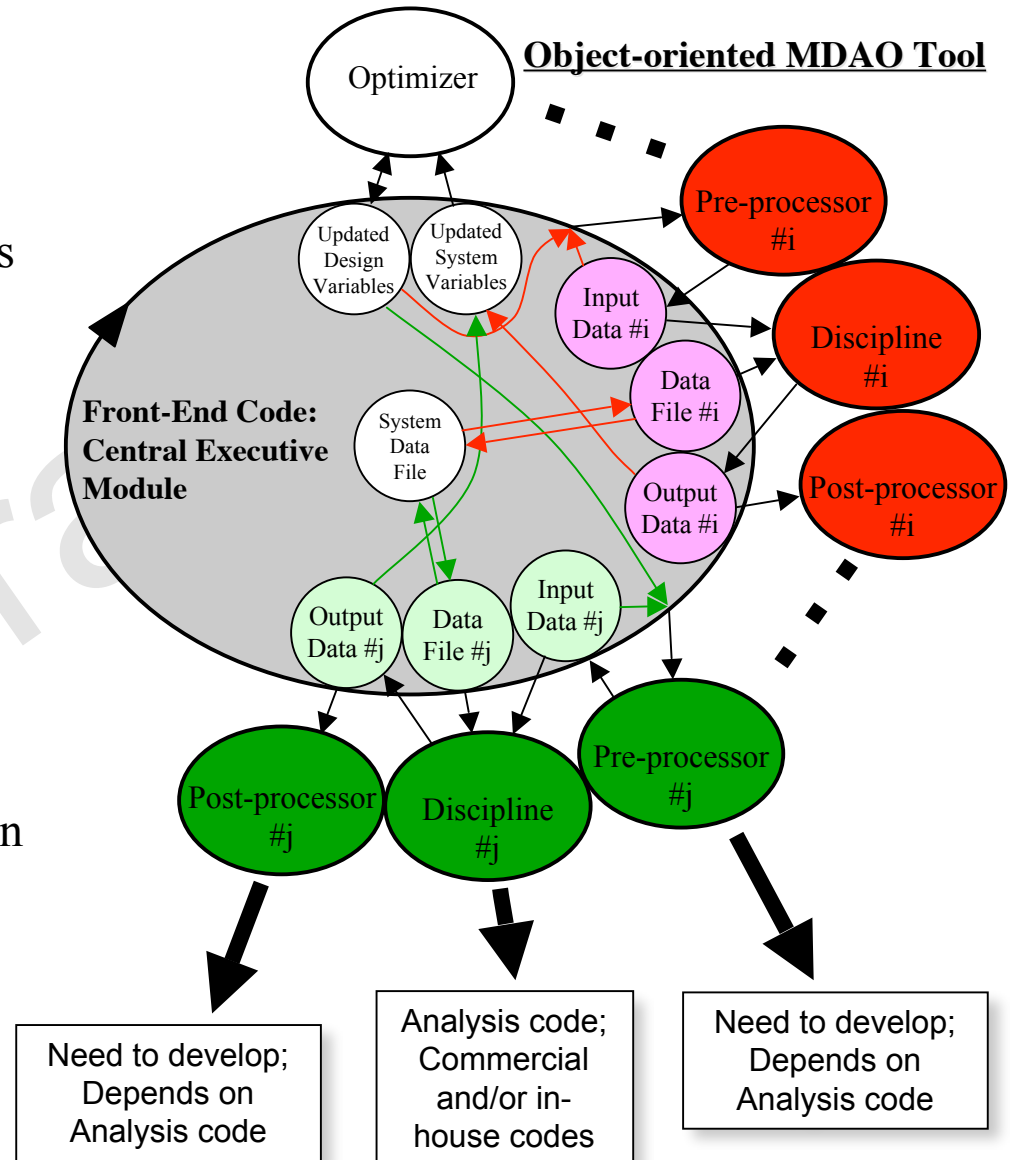 Object-oriented MDAO Tool
Optimizer
Pre-processor
#i
Updated
Design
Variables
Updated
System
Variables
Input
Data #i
Discipline
#i
s
Data
File #i
Front-End Code:
Central Executive
Module
System
Data
File
Output
Data #i
Post-processor
#i
Output
Data #j
Data
File #j
Input
Data #j
Post-processor
#j
Discipline
#j
Pre-processor
#j
n
Need to develop;
Depends on
Analysis code
Analysis code;
Commercial
and/or in-
house codes
Need to develop;
Depends on
Analysis code